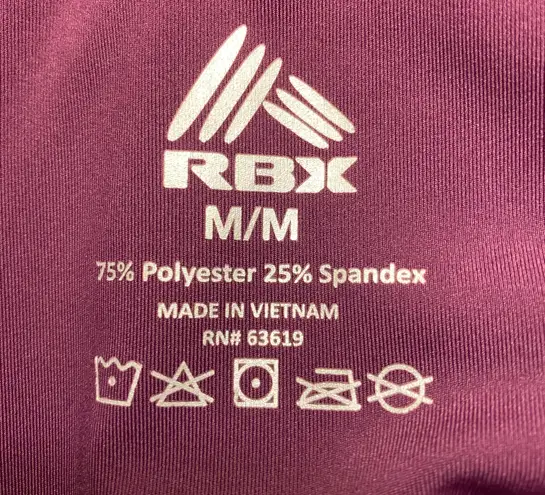 RBX
M/M
75% Polyester 25% Spandex
MADE IN VIETNAM
RN# 63619